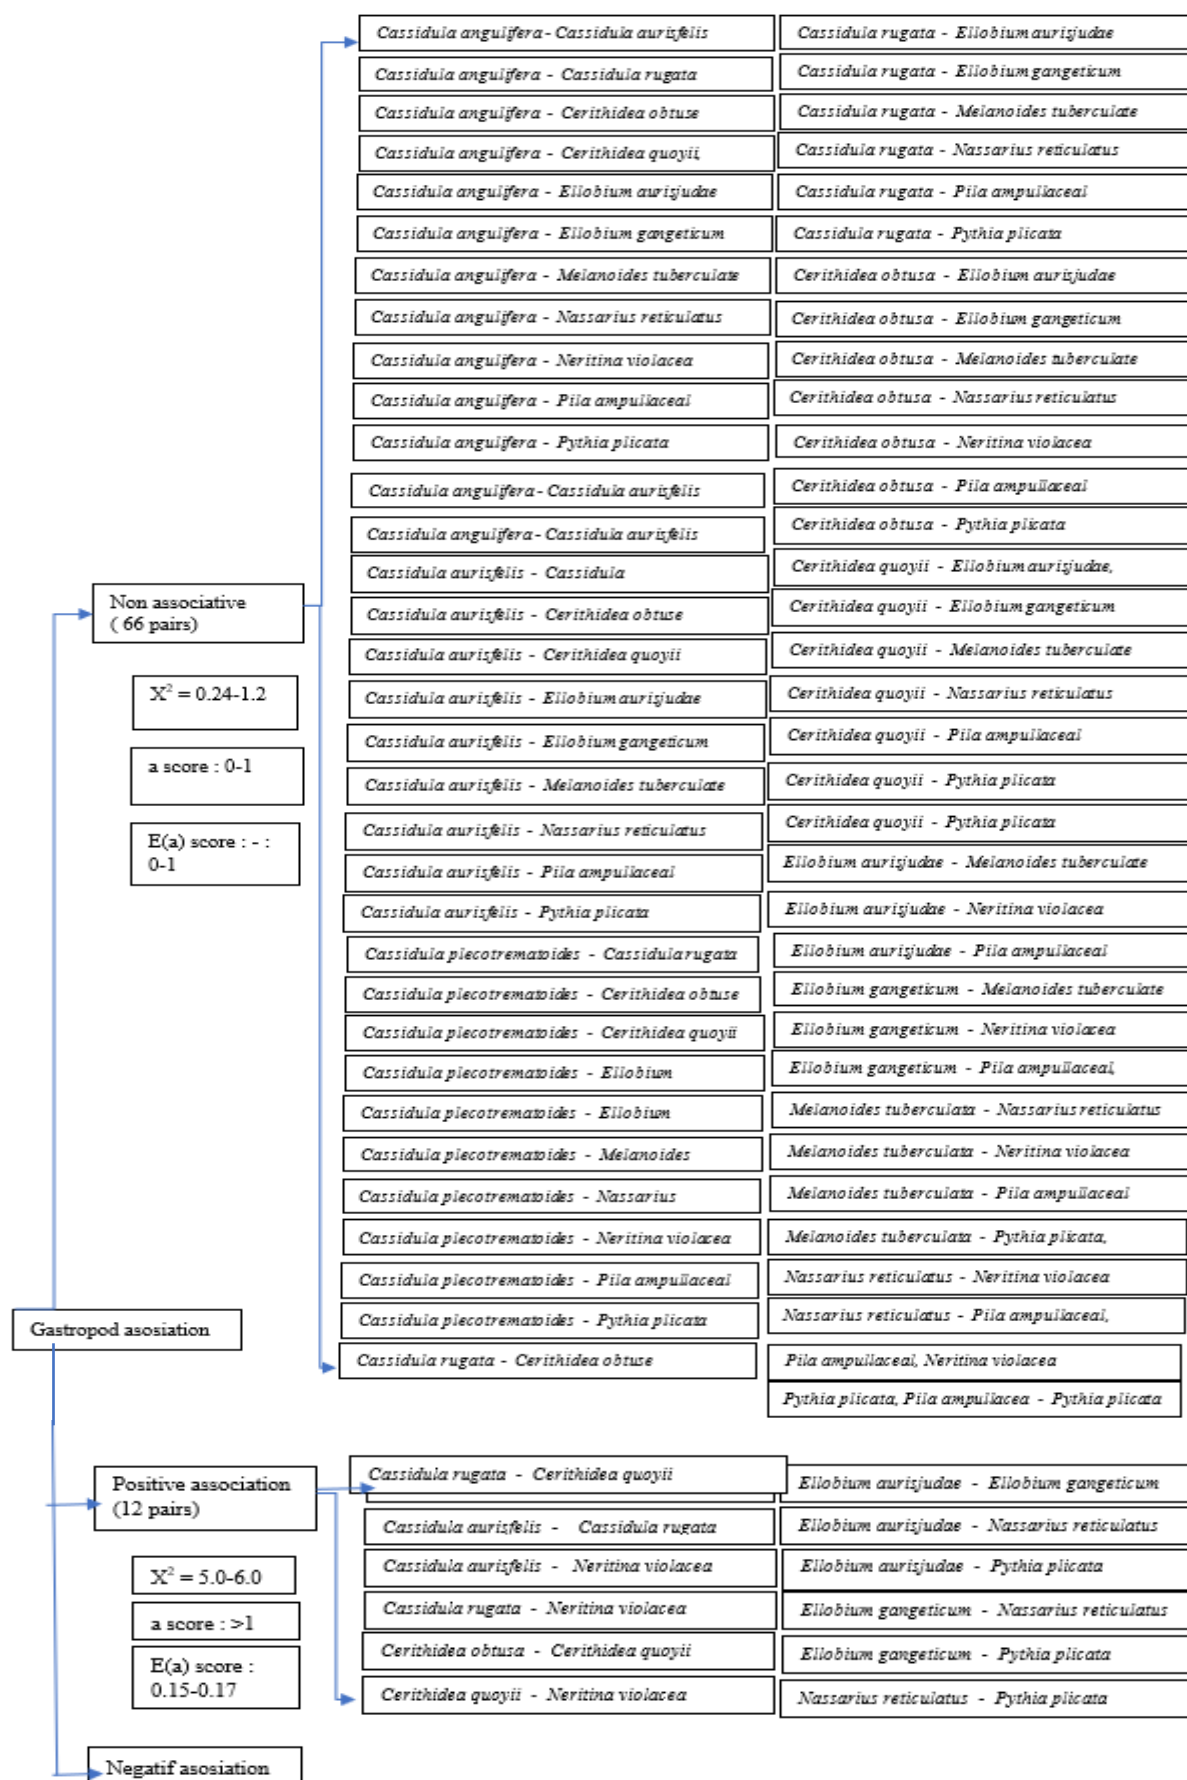 Cassidula angulifera- Cassidula aurisfelis
Cassidula angulifera - Cassidula rugata
Cassidula angulifera - Cerithidea obtuse
Cassidula angulifera - Cerithidea quoyii,
Cassidula angulifera - Ellobium aurisjudae
Cassidula angulifera - Ellobium gangeticum
Cassidula angulifera - Melanoides tuberculate
Cassidula angulifera - Nassarius reticulatus
Cassidula angulifera - Neritina violacea
Cassidula angulifera - Pila ampullaceal
Cassidula angulifera - Pythia plicata
Cassidula angulifera- Cassidula aurisfelis
Cassidula angulifera- Cassidula aurisfelis
Cassidula aurisfelis - Cassidula
Cassidula aurisfelis - Cerithidea obtuse
Cassidula aurisfelis - Cerithidea quoyii
Cassidula aurisfelis - Ellobium aurisjudae
Cassidula aurisfelis - Ellobium gangeticum
Cassidula aurisfelis - Melanoides tuberculate
Cassidula aurisfelis - Nassarius reticulatus
Cassidula aurisfelis - Pila ampullaceal
Cassidula aurisfelis - Pythia plicata
Cassidula plecotrematoides - Cassidula rugata
Cassidula plecotrematoides - Cerithidea obtuse
Cassidula plecotrematoides - Cerithidea quoyii
Cassidula plecotrematoides - Ellobium
Cassidula plecotrematoides - Ellobium
Cassidula plecotrematoides - Melanoides
Cassidula plecotrematoides - Nassarius
Cassidula plecotrematoides - Neritina violacea
Cassidula plecotrematoides - Pila ampullaceal
Cassidula plecotrematoides - Pythia plicata
Cassidula rugata - Cerithidea obtuse
Cassidula rugata - Ellobium aurisjudae
Cassidula rugata - Ellobium gangeticum
Cassidula rugata - Melanoides tuberculate
Cassidula rugata - Nassarius reticulatus
Cassidula rugata - Pila ampullaceal
Cassidula rugata - Pythia plicata
Cerithidea obtusa - Ellobium aurisjudae
Cerithidea obtusa - Ellobium gangeticum
Cerithidea obtusa - Melanoides tuberculate
Cerithidea obtusa - Nassarius reticulatus
Cerithidea obtusa - Neritina violacea
Cerithidea obtusa - Pila ampullaceal
Cerithidea obtusa - Pythia plicata
Cerithidea quoyii - Ellobium aurisjudae,
Cerithidea quoyii - Ellobium gangeticum
Cerithidea quoyii - Melanoides tuberculate
Cerithidea quoyii - Nassarius reticulatus
Cerithidea quoyii - Pila ampullaceal
Cerithidea quoyii - Pythia plicata
Cerithidea quoyii - Pythia plicata
Ellobium aurisjudae - Melanoides tuberculate
Ellobium aurisjudae - Neritina violacea
Ellobium aurisjudae - Pila ampullaceal
Ellobium gangeticum - Melanoides tuberculate
Ellobium gangeticum - Neritina violacea
Ellobium gangeticum - Pila ampullaceal,
Melanoides tuberculata - Nassarius reticulatus
Melanoides tuberculata - Neritina violacea
Melanoides tuberculata - Pila ampullaceal
Melanoides tuberculata - Pythia plicata,
Nassarius reticulatus - Neritina violacea
Nassarius reticulatus - Pila ampullaceal,
Pila ampullaceal, Neritina violacea
Pythia plicata, Pila ampullacea - Pythia plicata
Non associative
( 66 pairs)
X² = 0.24-1.2
a score : 0-1
E(a) score : - :
0-1
Gastropod asosiation
Positive association
(12 pairs)
X² = 5.0-6.0
a score : >1
E(a) score :
0.15-0.17
Cassidula rugata - Cerithidea quoyii
Cassidula aurisfelis - Cassidula rugata
Cassidula aurisfelis - Neritina violacea
Cassidula rugata - Neritina violacea
Cerithidea obtusa - Cerithidea quoyii
Cerithidea quoyii - Neritina violacea
Ellobium aurisjudae - Ellobium gangeticum
Ellobium aurisjudae - Nassarius reticulatus
Ellobium aurisjudae - Pythia plicata
Ellobium gangeticum - Nassarius reticulatus
Ellobium gangeticum - Pythia plicata
Nassarius reticulatus - Pythia plicata
Negatif asosiation